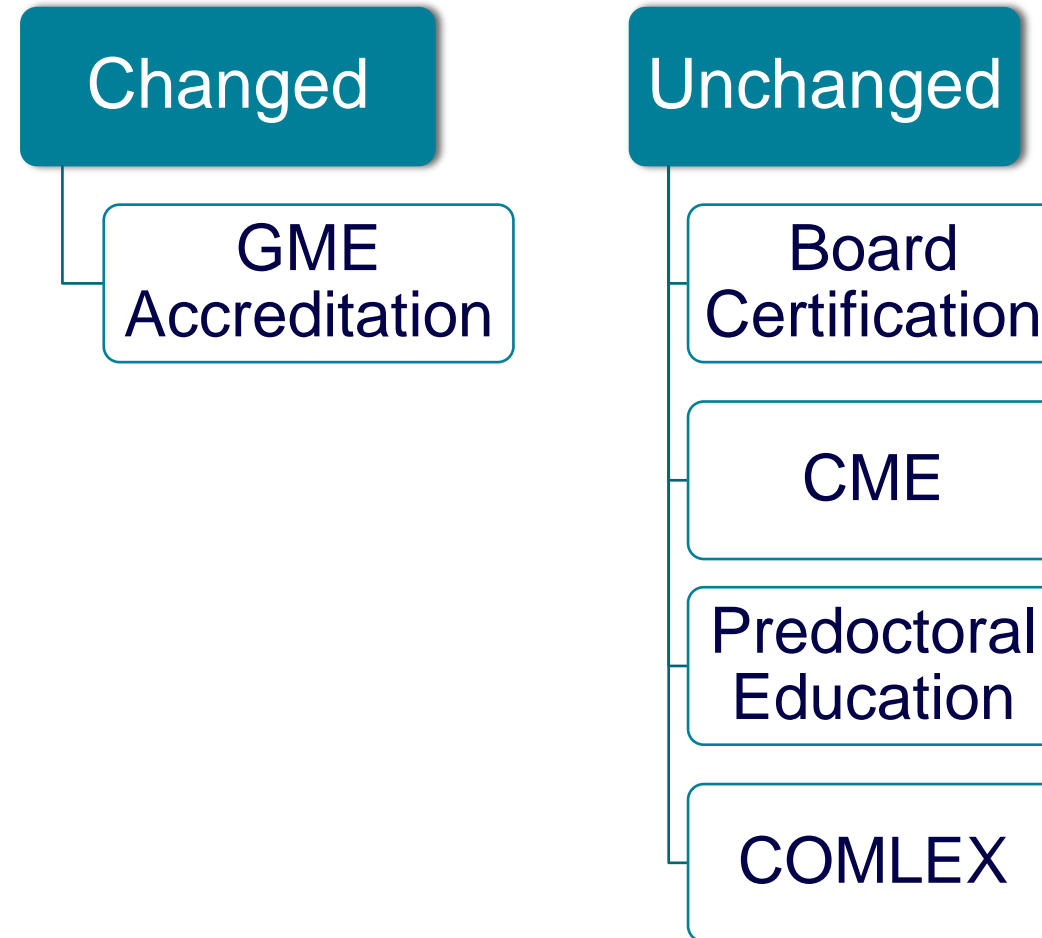 Changed
GME
Accreditation
Unchanged
Board
Certification
CME
Predoctoral
Education
COMLEX